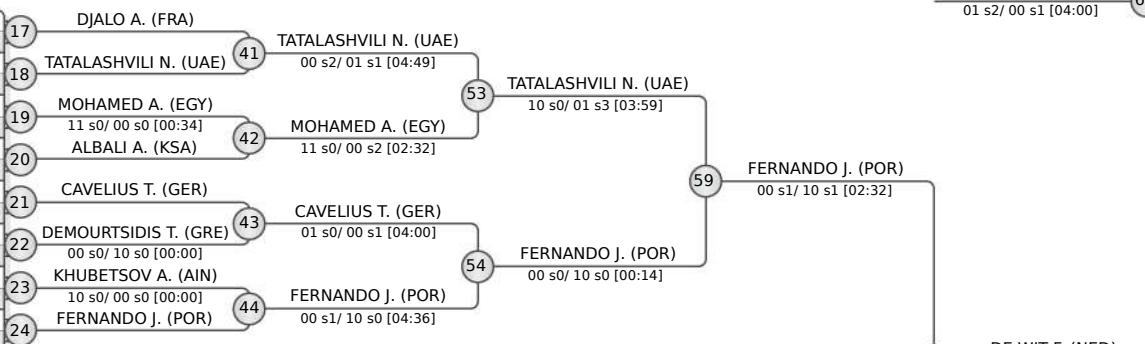 01 s2/ 00 s1 [04:00]
17
DJALO A. (FRA)
18
TATALASHVILI N. (UAE)
41
TATALASHVILI N. (UAE)
00 s2/ 01 s1 [04:49]
19
MOHAMED A. (EGY)
11 s0/ 00 s0 [00:34]
20
ALBALI A. (KSA)
42
MOHAMED A. (EGY)
11 s0/ 00 s2 [02:32]
53
TATALASHVILI N. (UAE)
10 s0/ 01 s3 [03:59]
21
CAVELIUS T. (GER)
22
DEMOURTSIDIS T. (GRE)
00 s0/ 10 s0 [00:00]
43
CAVELIUS T. (GER)
01 s0/ 00 s1 [04:00]
23
KHUBETSOV A. (AIN)
10 s0/ 00 s0 [00:00]
24
FERNANDO J. (POR)
44
FERNANDO J. (POR)
00 s1/ 10 s0 [04:36]
54
FERNANDO J. (POR)
00 s0/ 10 s0 [00:14]
59
FERNANDO J. (POR)
00 s1/ 10 s1 [02:32]